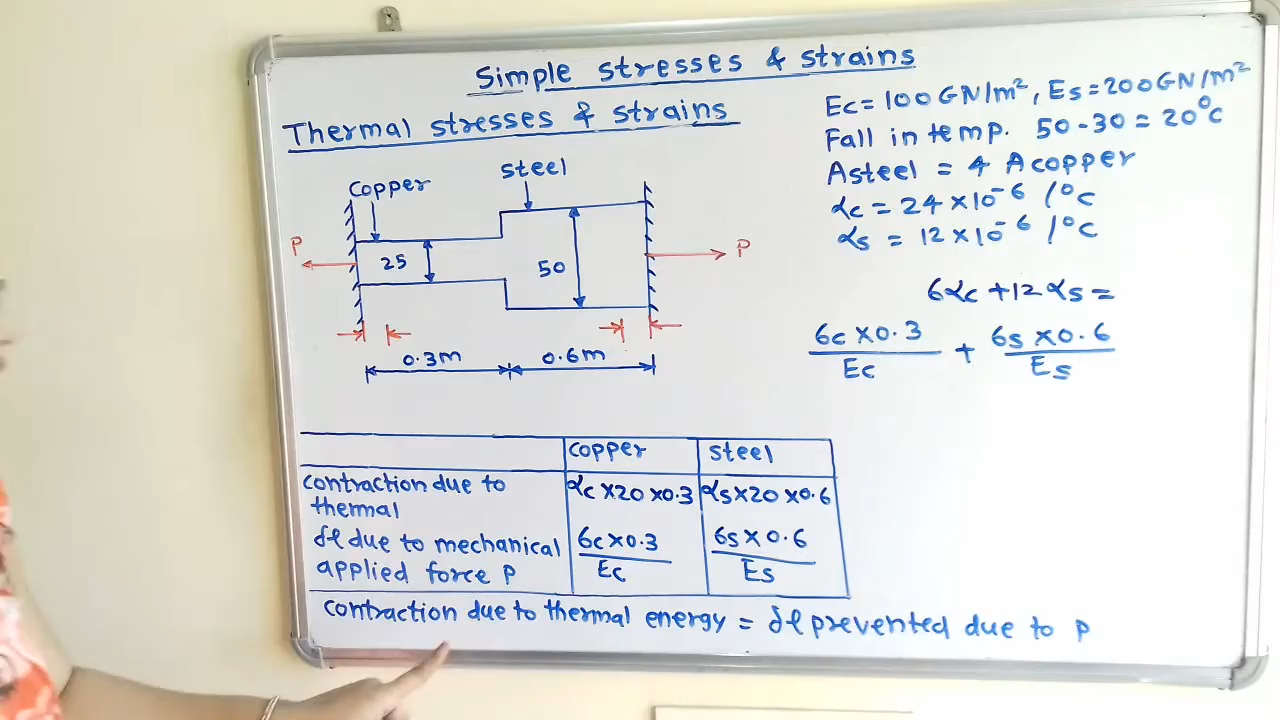 Simple stresses & strains
Thermal stresses & strains
Ec = 100 GN/m², Es = 200 GN/m²
Fall in temp. 50-30 = 20°C
Asteel = 4 Acopper
αc = 24 × 10⁻⁶ /°C
αs = 12 × 10⁻⁶ /°C
copper
steel
P
25
50
P
0.3m
0.6m
6αc + 12αs =
6c × 0.3 / Ec + 6s × 0.6 / Es
copper steel
contraction due to thermal αc × 20 × 0.3 αs × 20 × 0.6
δl due to mechanical applied force P 6c × 0.3 / Ec 6s × 0.6 / Es
contraction due to thermal energy = δl prevented due to P